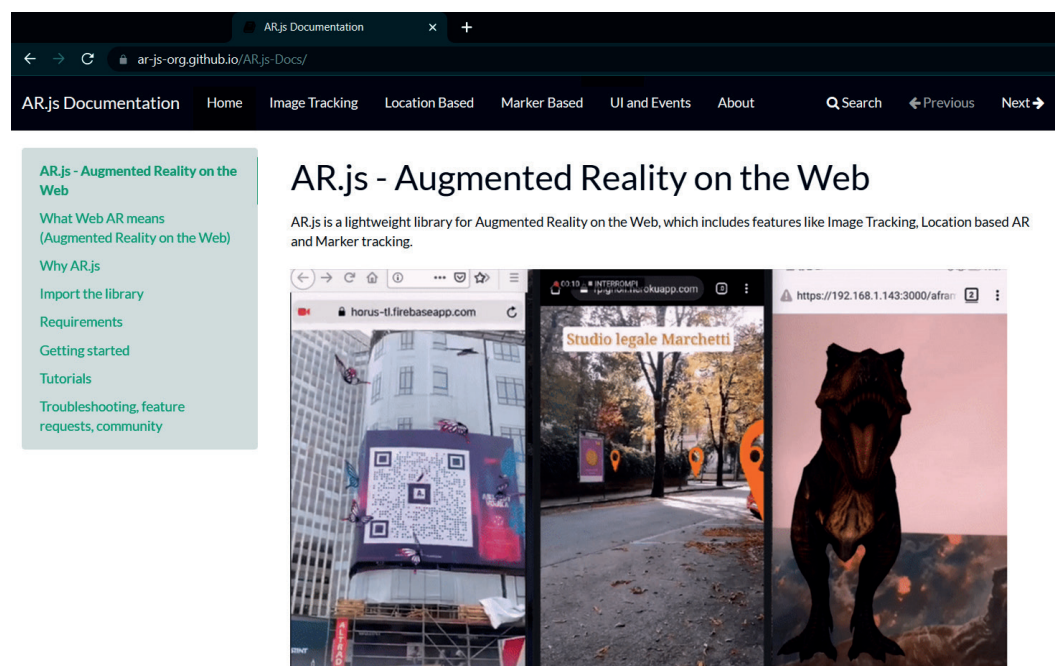 AR.js Documentation
ar-js-org.github.io/AR.js-Docs/
AR.js Documentation Home Image Tracking Location Based Marker Based UI and Events About Search Previous Next
AR.js - Augmented Reality on the
Web
What Web AR means
(Augmented Reality on the Web)
Why AR.js
Import the library
Requirements
Getting started
Tutorials
Troubleshooting, feature
requests, community
AR.js - Augmented Reality on the Web
AR.js is a lightweight library for Augmented Reality on the Web, which includes features like Image Tracking, Location based AR
and Marker tracking.
horus-tl.firebaseapp.com
00:10 INTERROMPI
Studio legale Marchetti
https://192.168.1.143:3000/afran 2